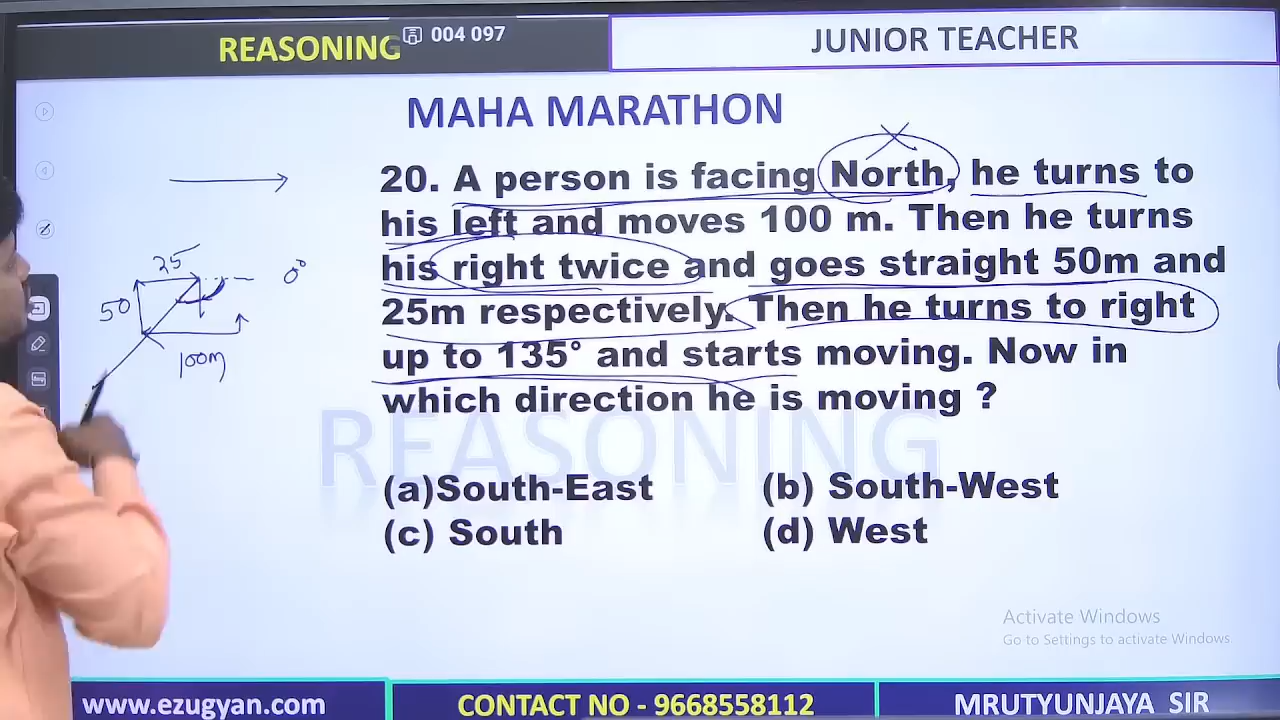 REASONING
004 097
JUNIOR TEACHER
MAHA MARATHON
20. A person is facing North, he turns to
his left and moves 100 m. Then he turns
his right twice and goes straight 50m and
25m respectively. Then he turns to right
up to 135° and starts moving. Now in
which direction he is moving ?
25
0°
50
100m
REASONING
(a)South-East
(b) South-West
(c) South
(d) West
Activate Windows
Go to Settings to activate Windows.
www.ezugyan.com
CONTACT NO - 9668558112
MRUTYUNJAYA SIR